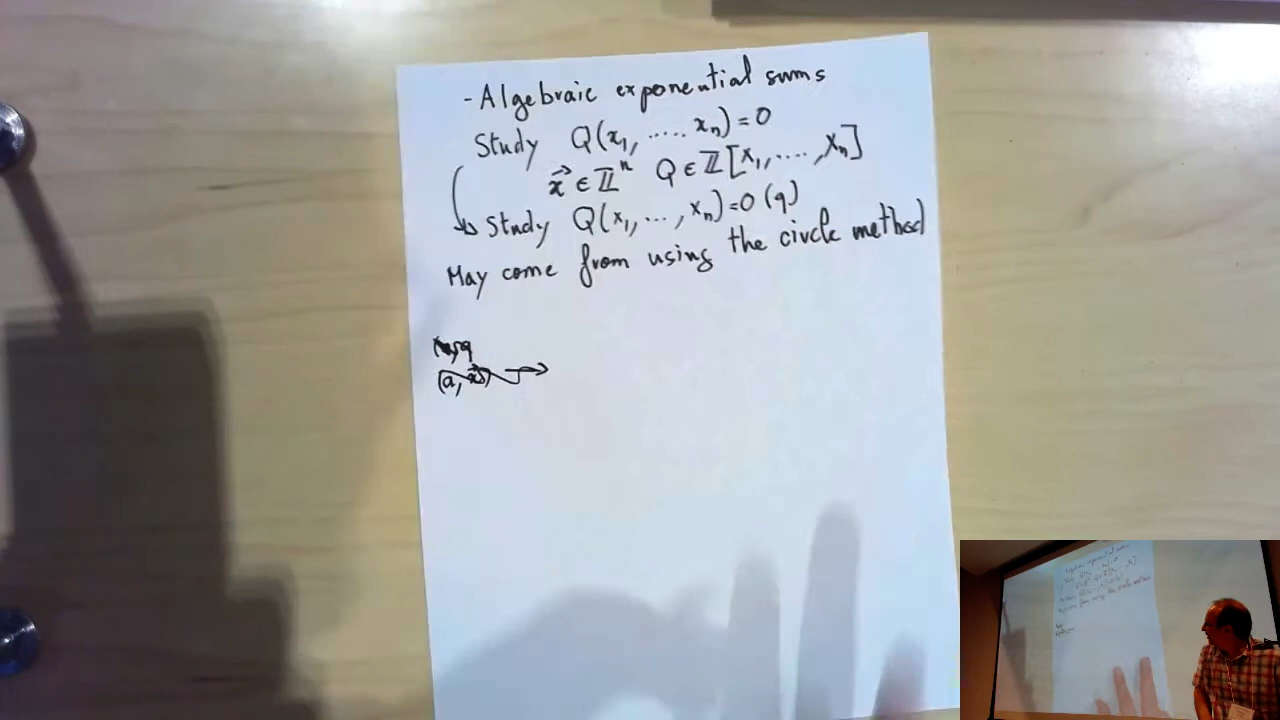 - Algebraic exponential sums
Study Q(x₁, ..... xₙ) = 0
x⃗ ∈ ℤⁿ Q ∈ ℤ[X₁, ...., Xₙ]
↳ Study Q(x₁, ..., xₙ) = 0 (q)
May come from using the circle method
(a, x⃗) →